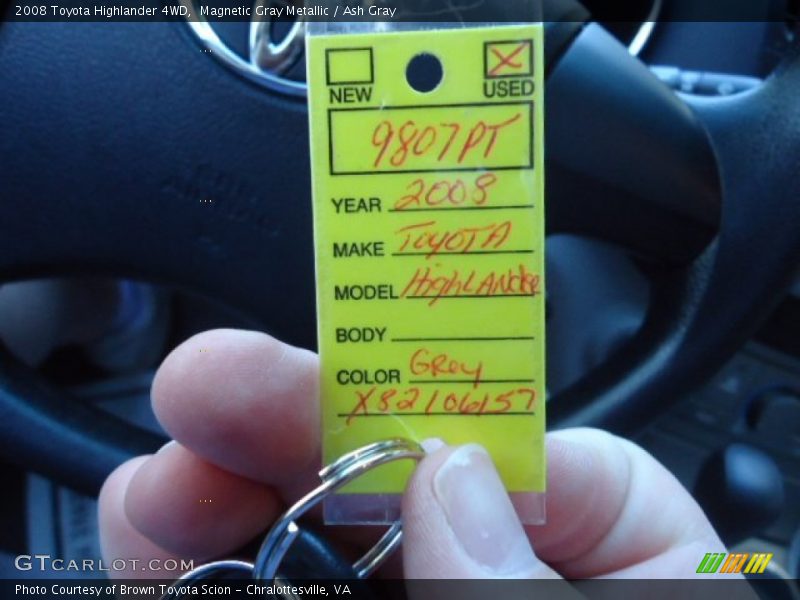 2008 Toyota Highlander 4WD, Magnetic Gray Metallic / Ash Gray
NEW X USED
9807PT
YEAR 2008
MAKE TOYOTA
MODEL HighLANder
BODY
COLOR GRey
X82106157
GTCARLOT.COM
Photo Courtesy of Brown Toyota Scion - Chralottesville, VA